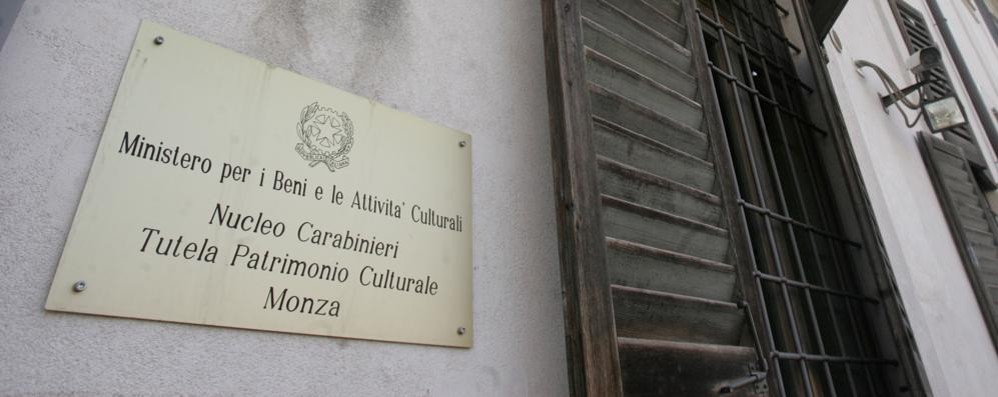 Ministero per i Beni e le Attivita' Culturali
Nucleo Carabinieri
Tutela Patrimonio Culturale
Monza